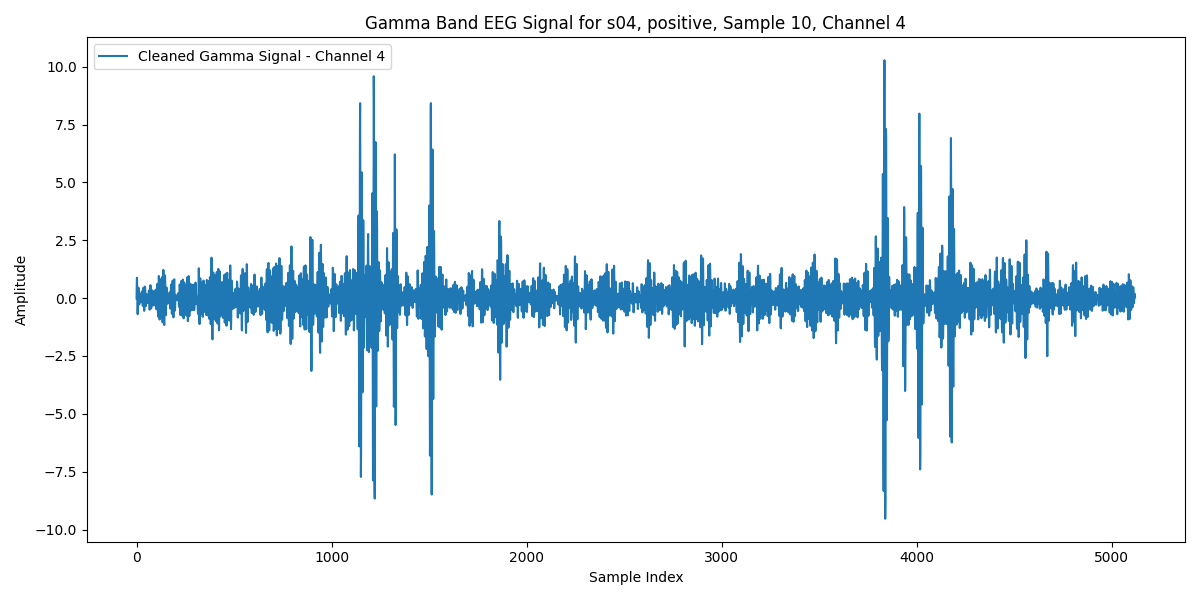 Gamma Band EEG Signal for s04, positive, Sample 10, Channel 4
Cleaned Gamma Signal - Channel 4
10.0
7.5
5.0
2.5
0.0
−2.5
−5.0
−7.5
−10.0
Amplitude
0 1000 2000 3000 4000 5000
Sample Index